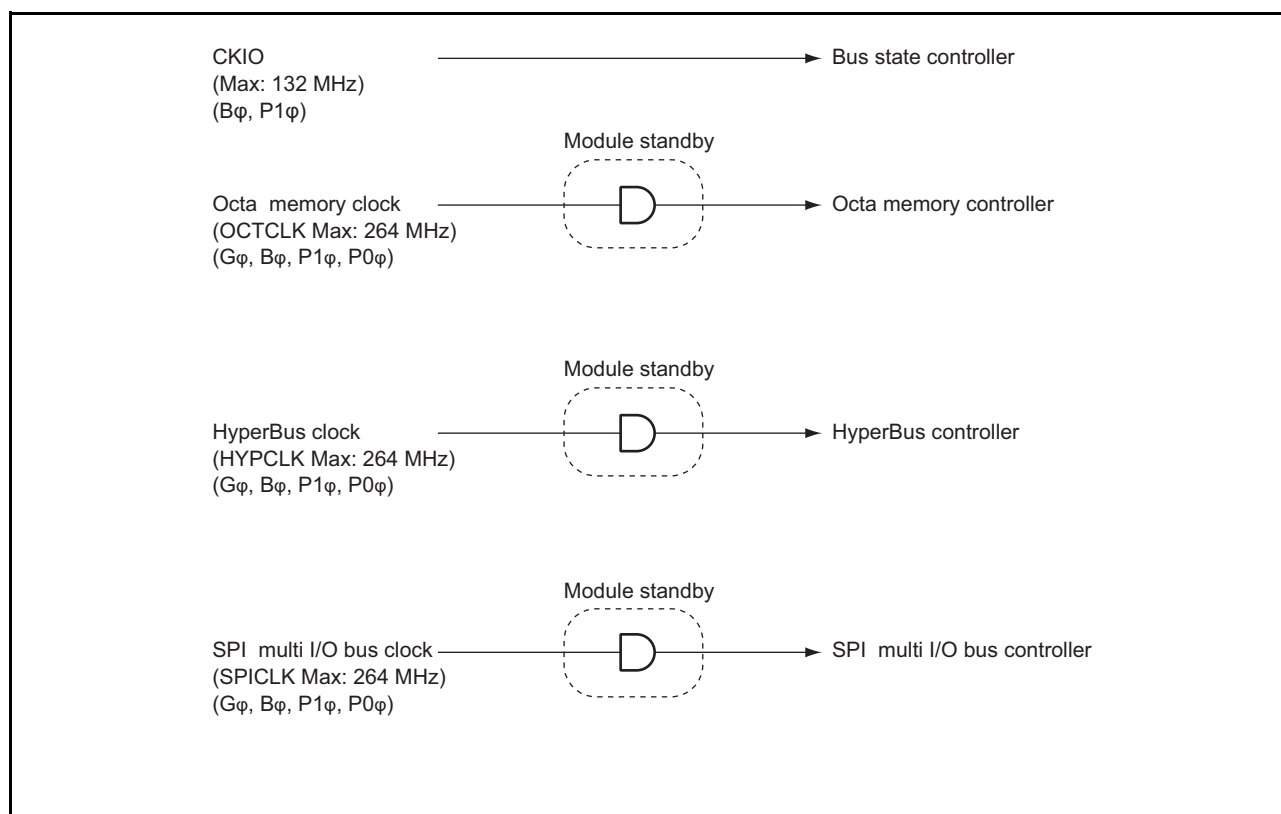 CKIO
(Max: 132 MHz)
(Bφ, P1φ)
Bus state controller
Module standby
Octa memory clock
(OCTCLK Max: 264 MHz)
(Gφ, Bφ, P1φ, P0φ)
Octa memory controller
Module standby
HyperBus clock
(HYPCLK Max: 264 MHz)
(Gφ, Bφ, P1φ, P0φ)
HyperBus controller
Module standby
SPI multi I/O bus clock
(SPICLK Max: 264 MHz)
(Gφ, Bφ, P1φ, P0φ)
SPI multi I/O bus controller